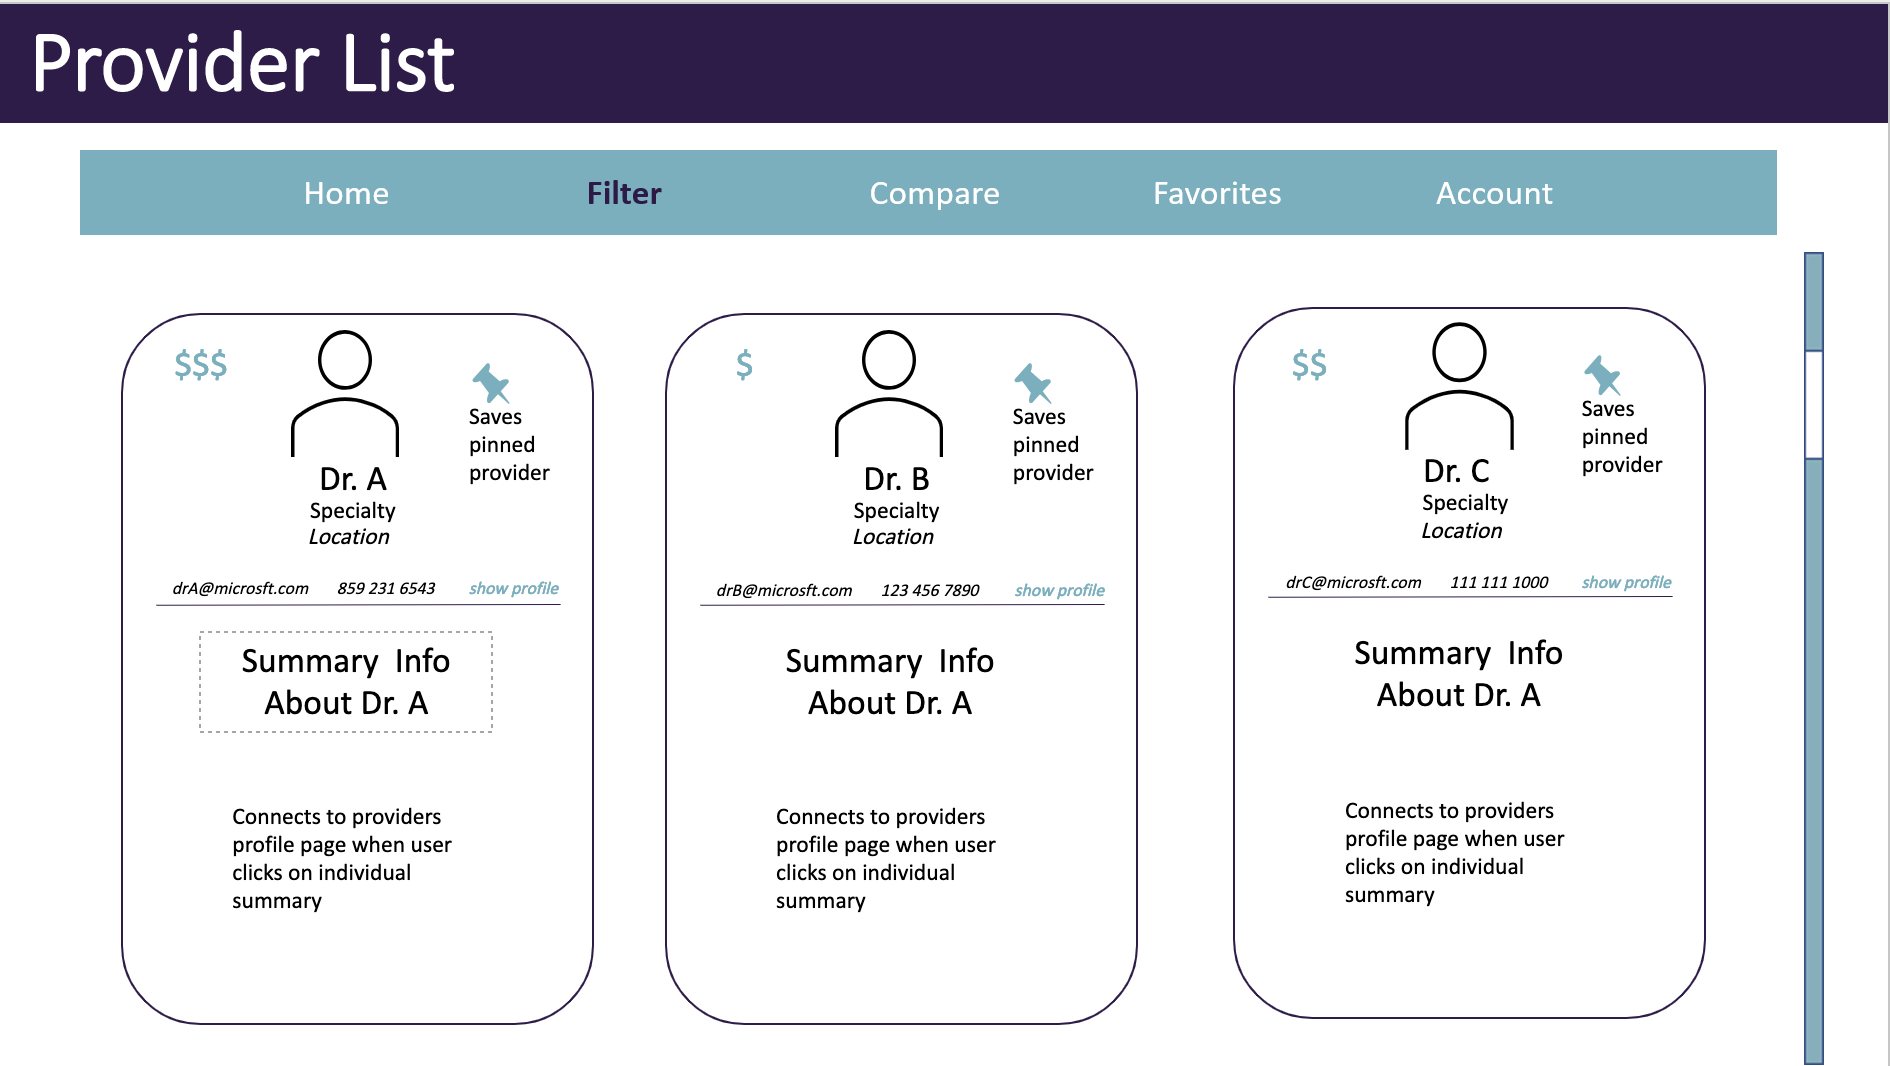 Provider List
Home Filter Compare Favorites Account
$$$
Saves
pinned
provider
Dr. A
Specialty
Location
drA@microsft.com 859 231 6543 show profile
Summary Info
About Dr. A
Connects to providers
profile page when user
clicks on individual
summary
$
Saves
pinned
provider
Dr. B
Specialty
Location
drB@microsft.com 123 456 7890 show profile
Summary Info
About Dr. A
Connects to providers
profile page when user
clicks on individual
summary
$$
Saves
pinned
provider
Dr. C
Specialty
Location
drC@microsft.com 111 111 1000 show profile
Summary Info
About Dr. A
Connects to providers
profile page when user
clicks on individual
summary